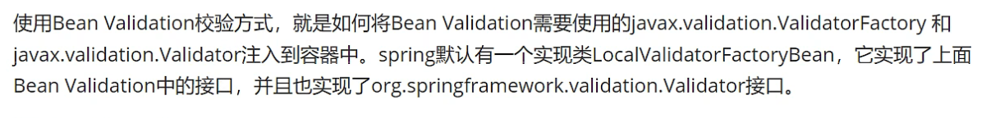 使用Bean Validation校验方式，就是如何将Bean Validation需要使用的javax.validation.ValidatorFactory 和
javax.validation.Validator注入到容器中。spring默认有一个实现类LocalValidatorFactoryBean，它实现了上面
Bean Validation中的接口，并且也实现了org.springframework.validation.Validator接口。